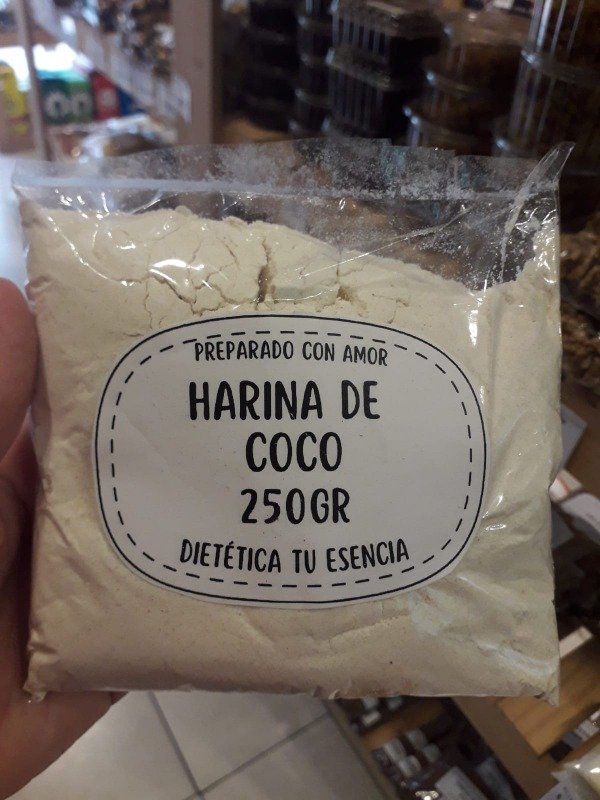 PREPARADO CON AMOR
HARINA DE
COCO
250GR
DIETÉTICA TU ESENCIA